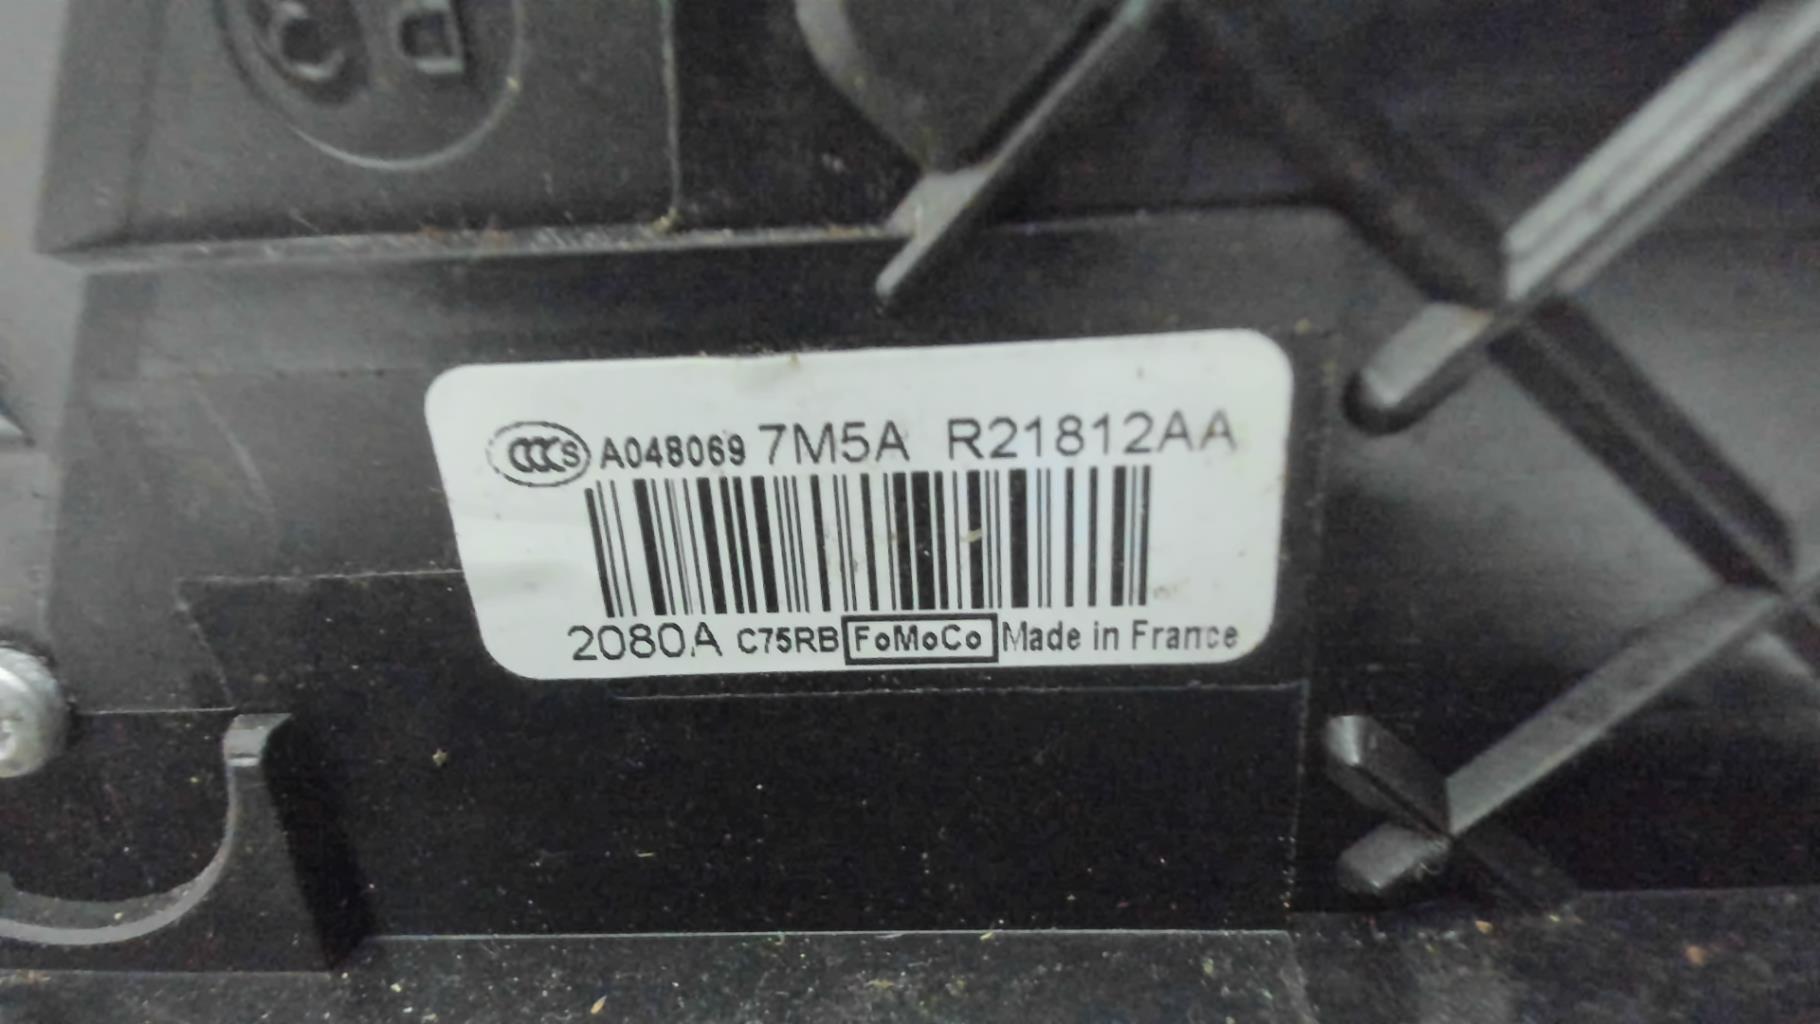 CCCS A048069 7M5A R21812AA
2080A C75RB FoMoCo Made in France